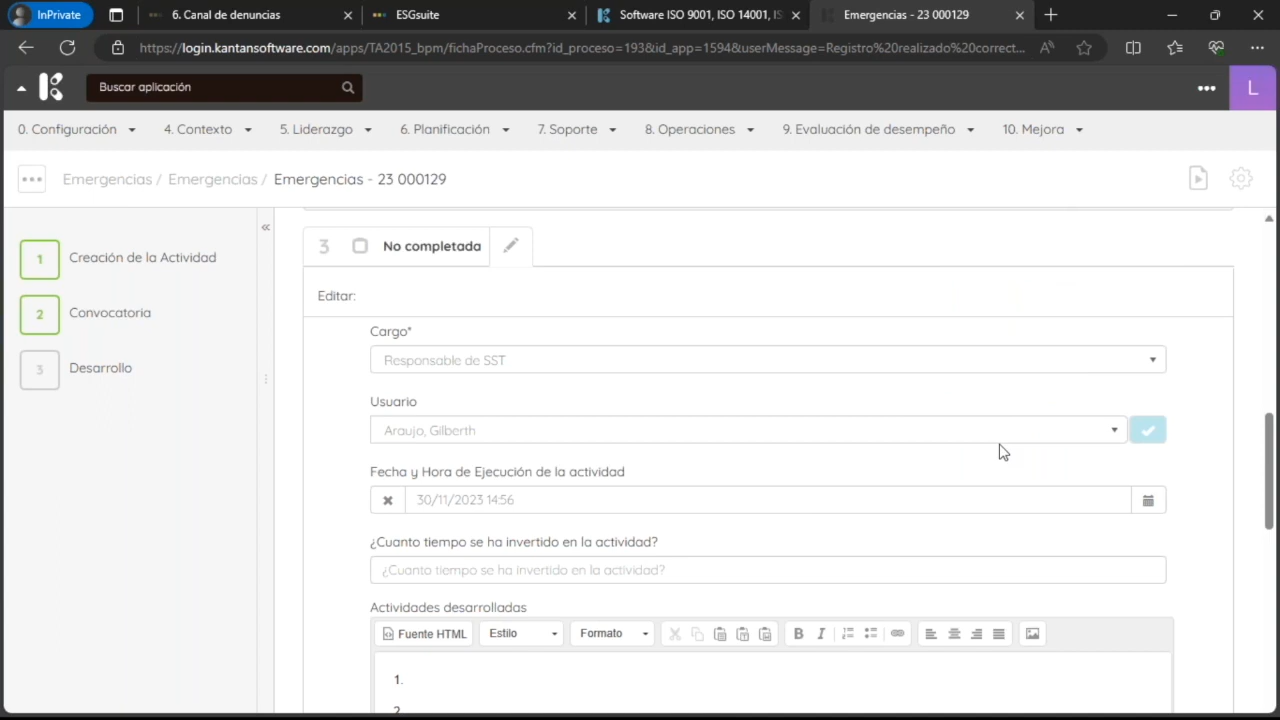 InPrivate
6. Canal de denuncias
ESGsuite
Software ISO 9001, ISO 14001, IS
Emergencias - 23 000129
https://login.kantansoftware.com/apps/TA2015_bpm/fichaProceso.cfm?id_proceso=193&id_app=1594&userMessage=Registro%20realizado%20correct...
Buscar aplicación
L
0. Configuración
4. Contexto
5. Liderazgo
6. Planificación
7. Soporte
8. Operaciones
9. Evaluación de desempeño
10. Mejora
Emergencias / Emergencias / Emergencias - 23 000129
1 Creación de la Actividad
2 Convocatoria
3 Desarrollo
3 No completada
Editar:
Cargo*
Responsable de SST
Usuario
Araujo, Gilberth
Fecha y Hora de Ejecución de la actividad
30/11/2023 14:56
¿Cuanto tiempo se ha invertido en la actividad?
¿Cuanto tiempo se ha invertido en la actividad?
Actividades desarrolladas
Fuente HTML Estilo Formato B I
1.
2.